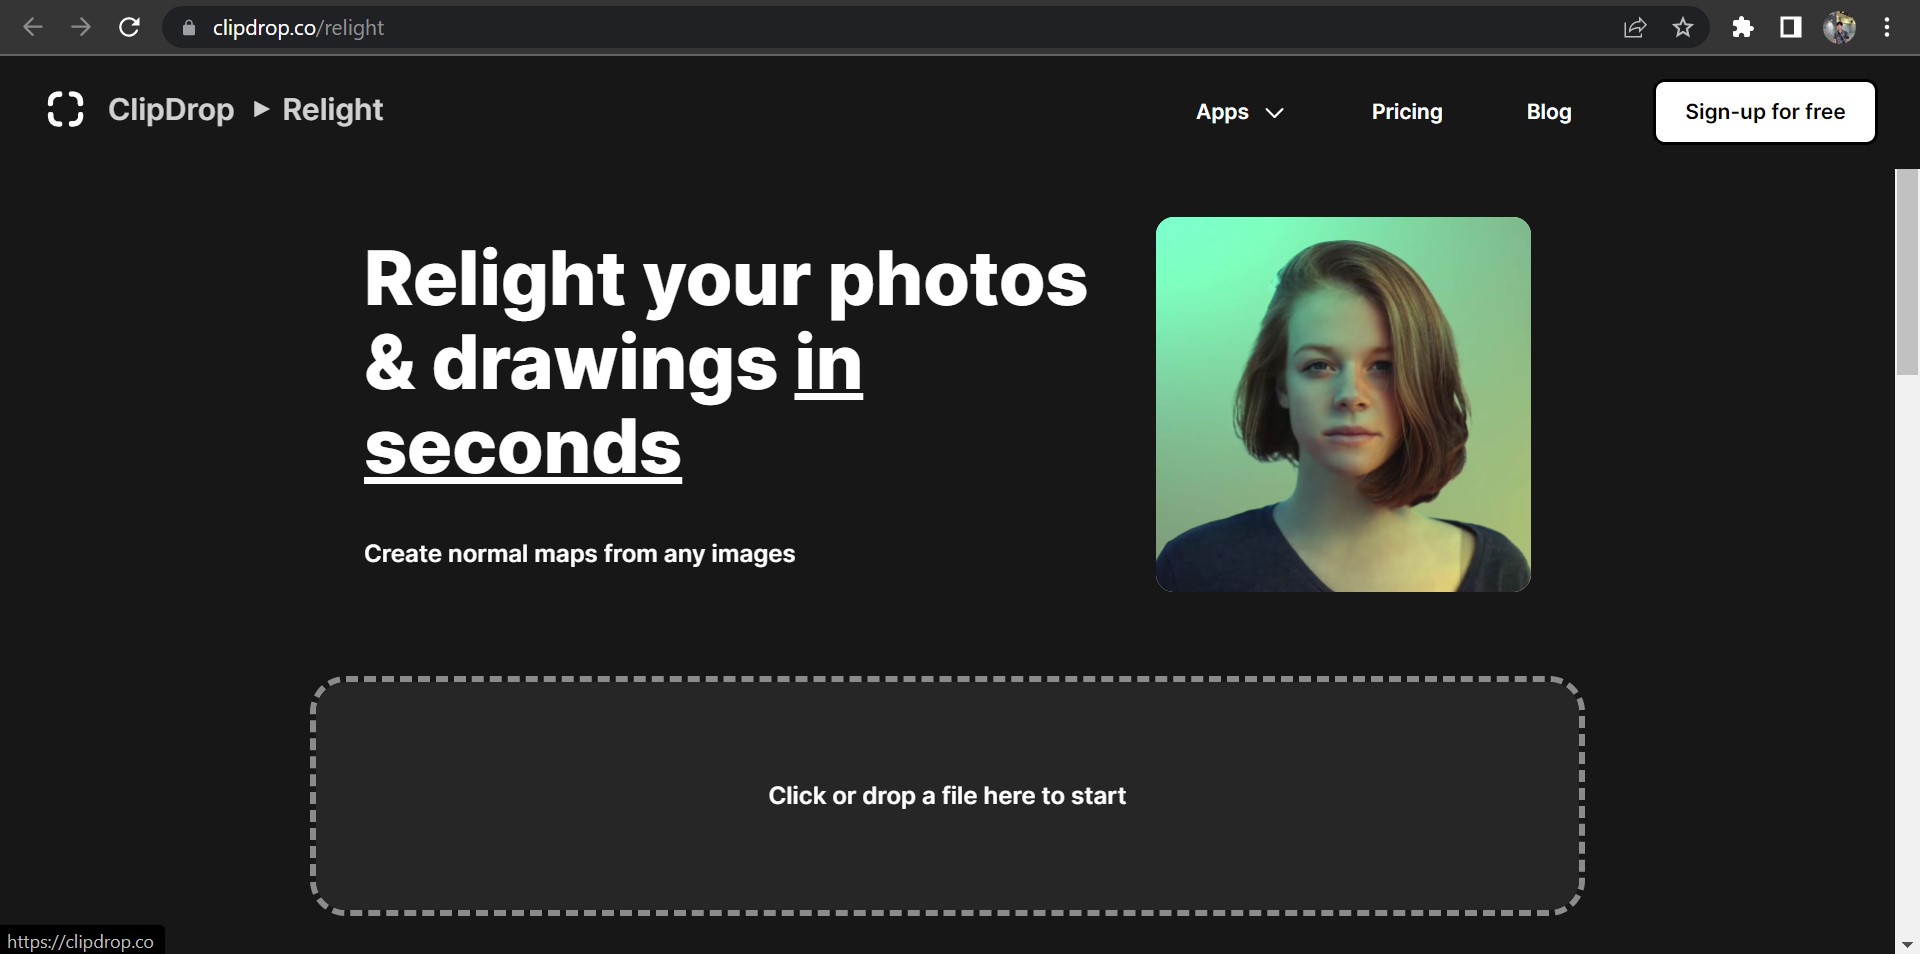 clipdrop.co/relight
ClipDrop ▶ Relight
Apps
Pricing
Blog
Sign-up for free
Relight your photos
& drawings in
seconds
Create normal maps from any images
Click or drop a file here to start
https://clipdrop.co